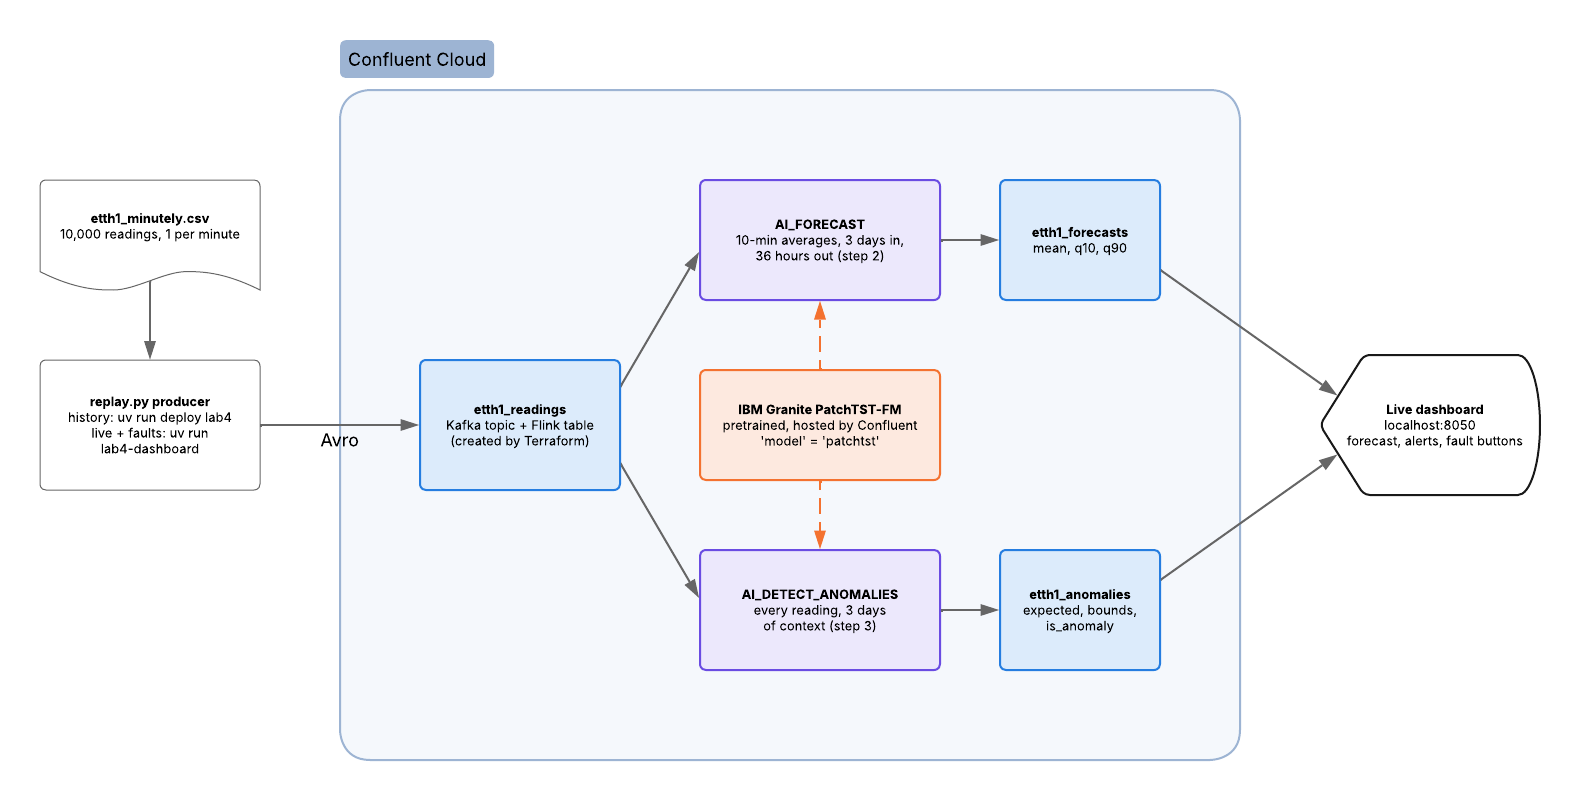 Confluent Cloud
etth1_minutely.csv
10,000 readings, 1 per minute
replay.py producer
history: uv run deploy lab4
live + faults: uv run
lab4-dashboard
Avro
etth1_readings
Kafka topic + Flink table
(created by Terraform)
AI_FORECAST
10-min averages, 3 days in,
36 hours out (step 2)
IBM Granite PatchTST-FM
pretrained, hosted by Confluent
'model' = 'patchtst'
AI_DETECT_ANOMALIES
every reading, 3 days
of context (step 3)
etth1_forecasts
mean, q10, q90
etth1_anomalies
expected, bounds,
is_anomaly
Live dashboard
localhost:8050
forecast, alerts, fault buttons